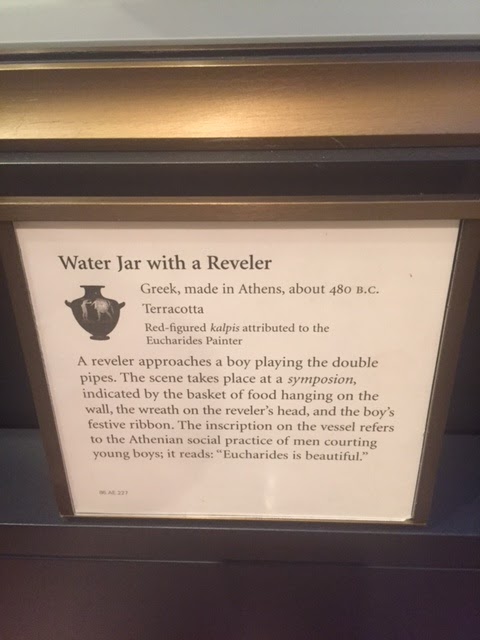 Water Jar with a Reveler
Greek, made in Athens, about 480 B.C.
Terracotta
Red-figured kalpis attributed to the
Eucharides Painter
A reveler approaches a boy playing the double
pipes. The scene takes place at a symposion,
indicated by the basket of food hanging on the
wall, the wreath on the reveler's head, and the boy's
festive ribbon. The inscription on the vessel refers
to the Athenian social practice of men courting
young boys; it reads: “Eucharides is beautiful.”